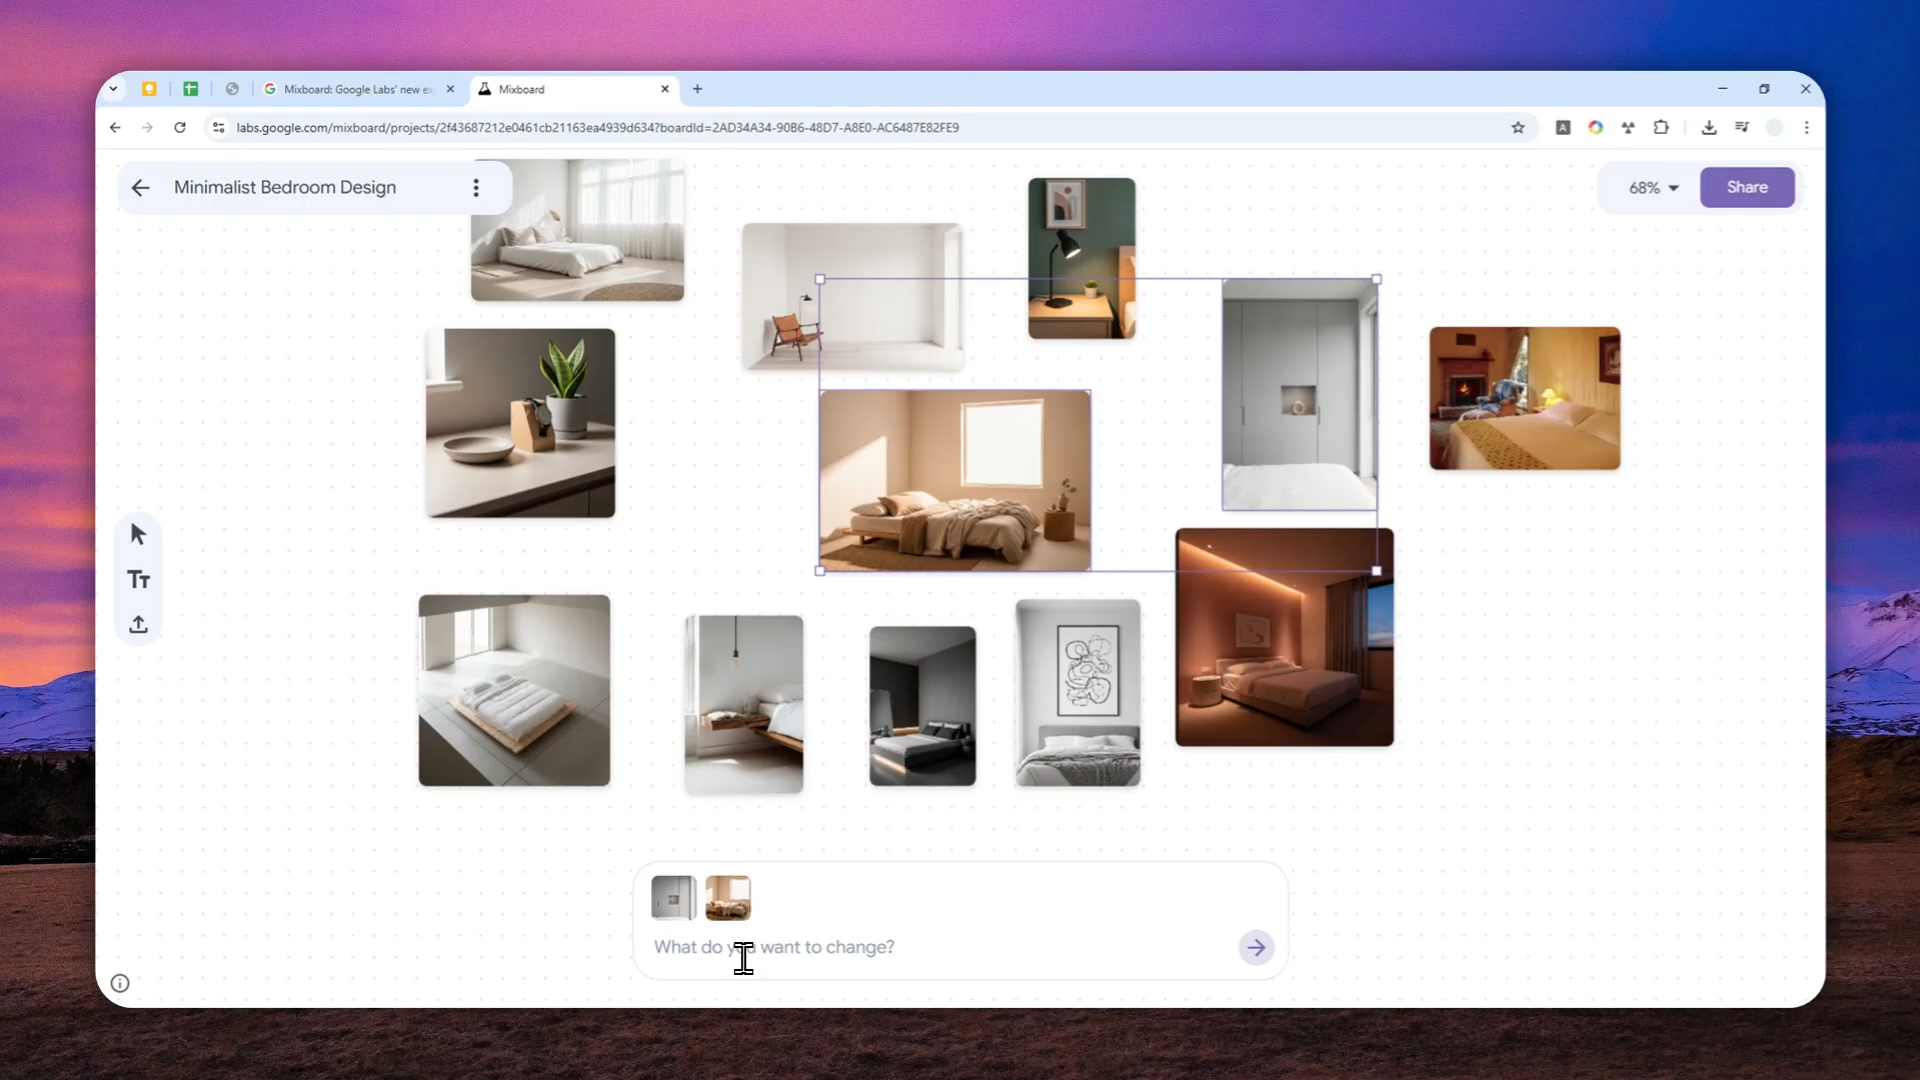 Mixboard: Google Labs' new ex
Mixboard
labs.google.com/mixboard/projects/2f43687212e0461cb21163ea4939d634?boardId=2AD34A34-90B6-48D7-A8E0-AC6487E82FE9
A
Minimalist Bedroom Design
68%
Share
Tт
What do you want to change?